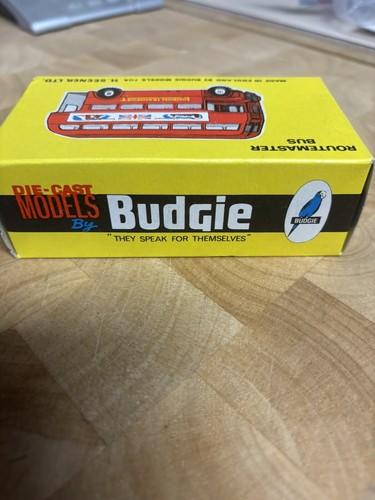 MADE IN ENGLAND BY BUDGIE MODELS FOR H. SEENER LTD.
ROUTEMASTER
BUS
DIE-CAST
MODELS
By
Budgie
BUDGIE
"THEY SPEAK FOR THEMSELVES"